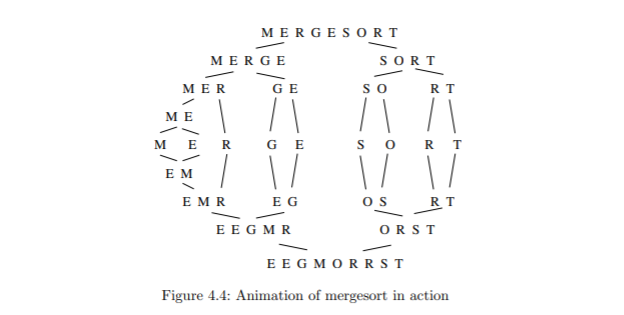 M E R G E S O R T
M E R G E S O R T
M E R G E S O R T
M E
M E R G E S O R T
E M
E M R E G O S R T
E E G M R O R S T
E E G M O R R S T
Figure 4.4: Animation of mergesort in action